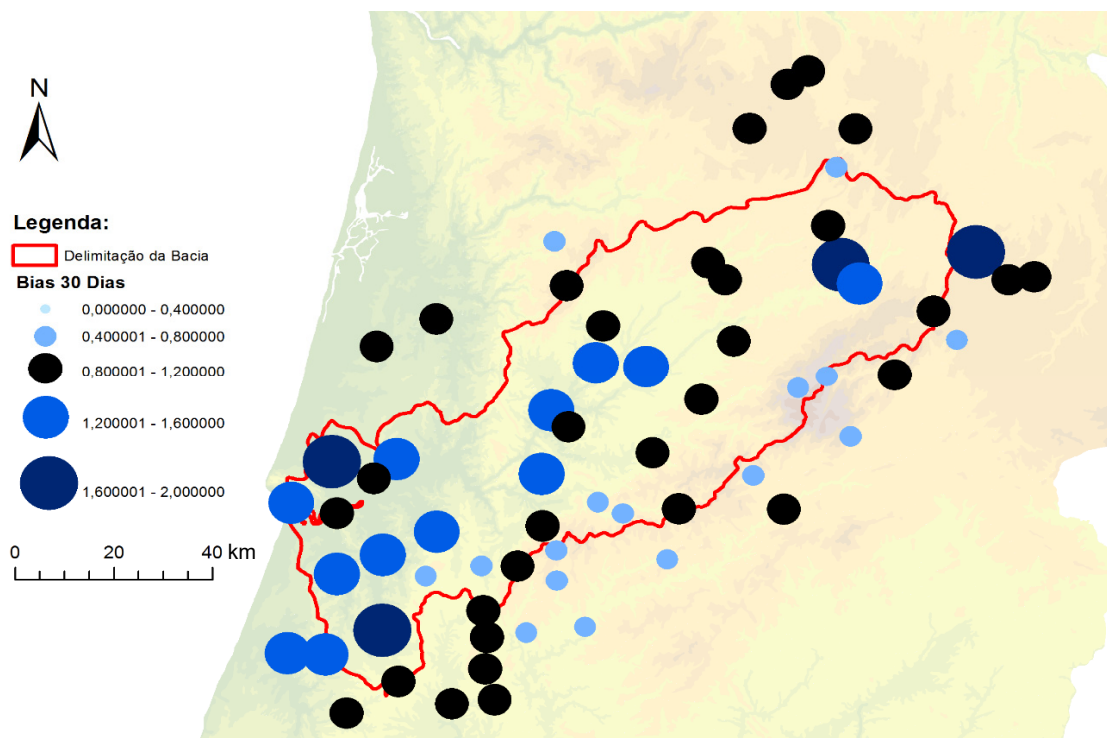 N
Legenda:
Delimitação da Bacia
Bias 30 Dias
0,000000 - 0,400000
0,400001 - 0,800000
0,800001 - 1,200000
1,200001 - 1,600000
1,600001 - 2,000000
0 20 40 km